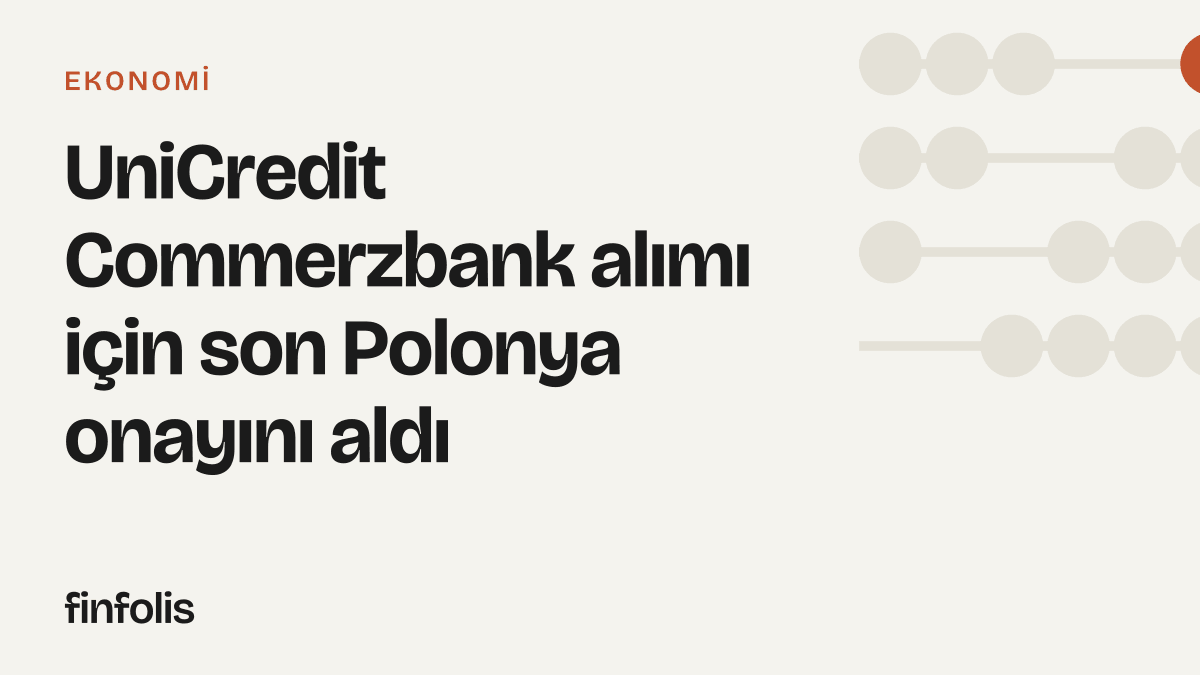 EKONOMİ
UniCredit
Commerzbank alımı
için son Polonya
onayını aldı
finfolis